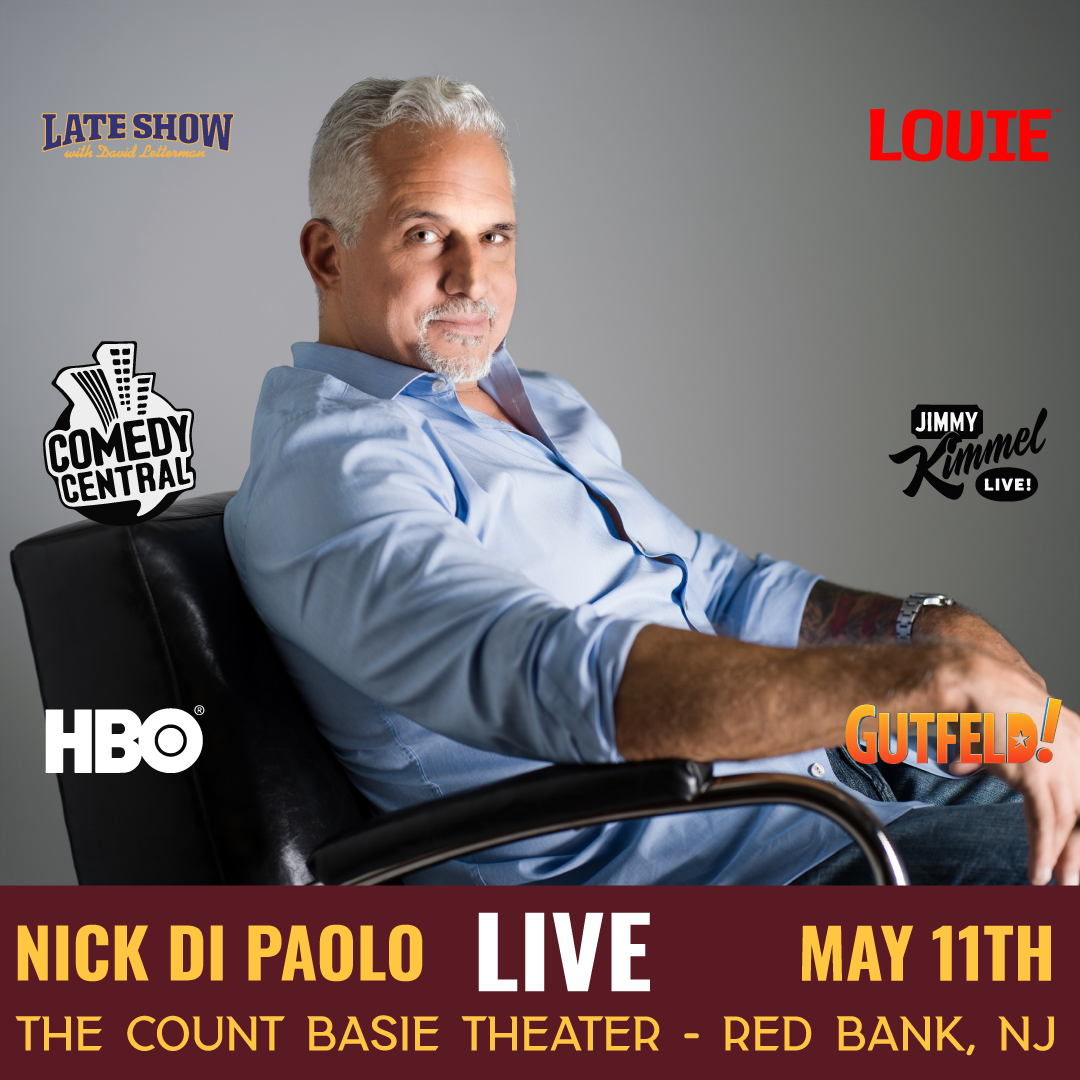 LATE SHOW
with David Letterman
LOUIE
COMEDY
CENTRAL
JIMMY
Kimmel
LIVE!
HBO®
GUTFELD!
NICK DI PAOLO LIVE MAY 11TH
THE COUNT BASIE THEATER - RED BANK, NJ